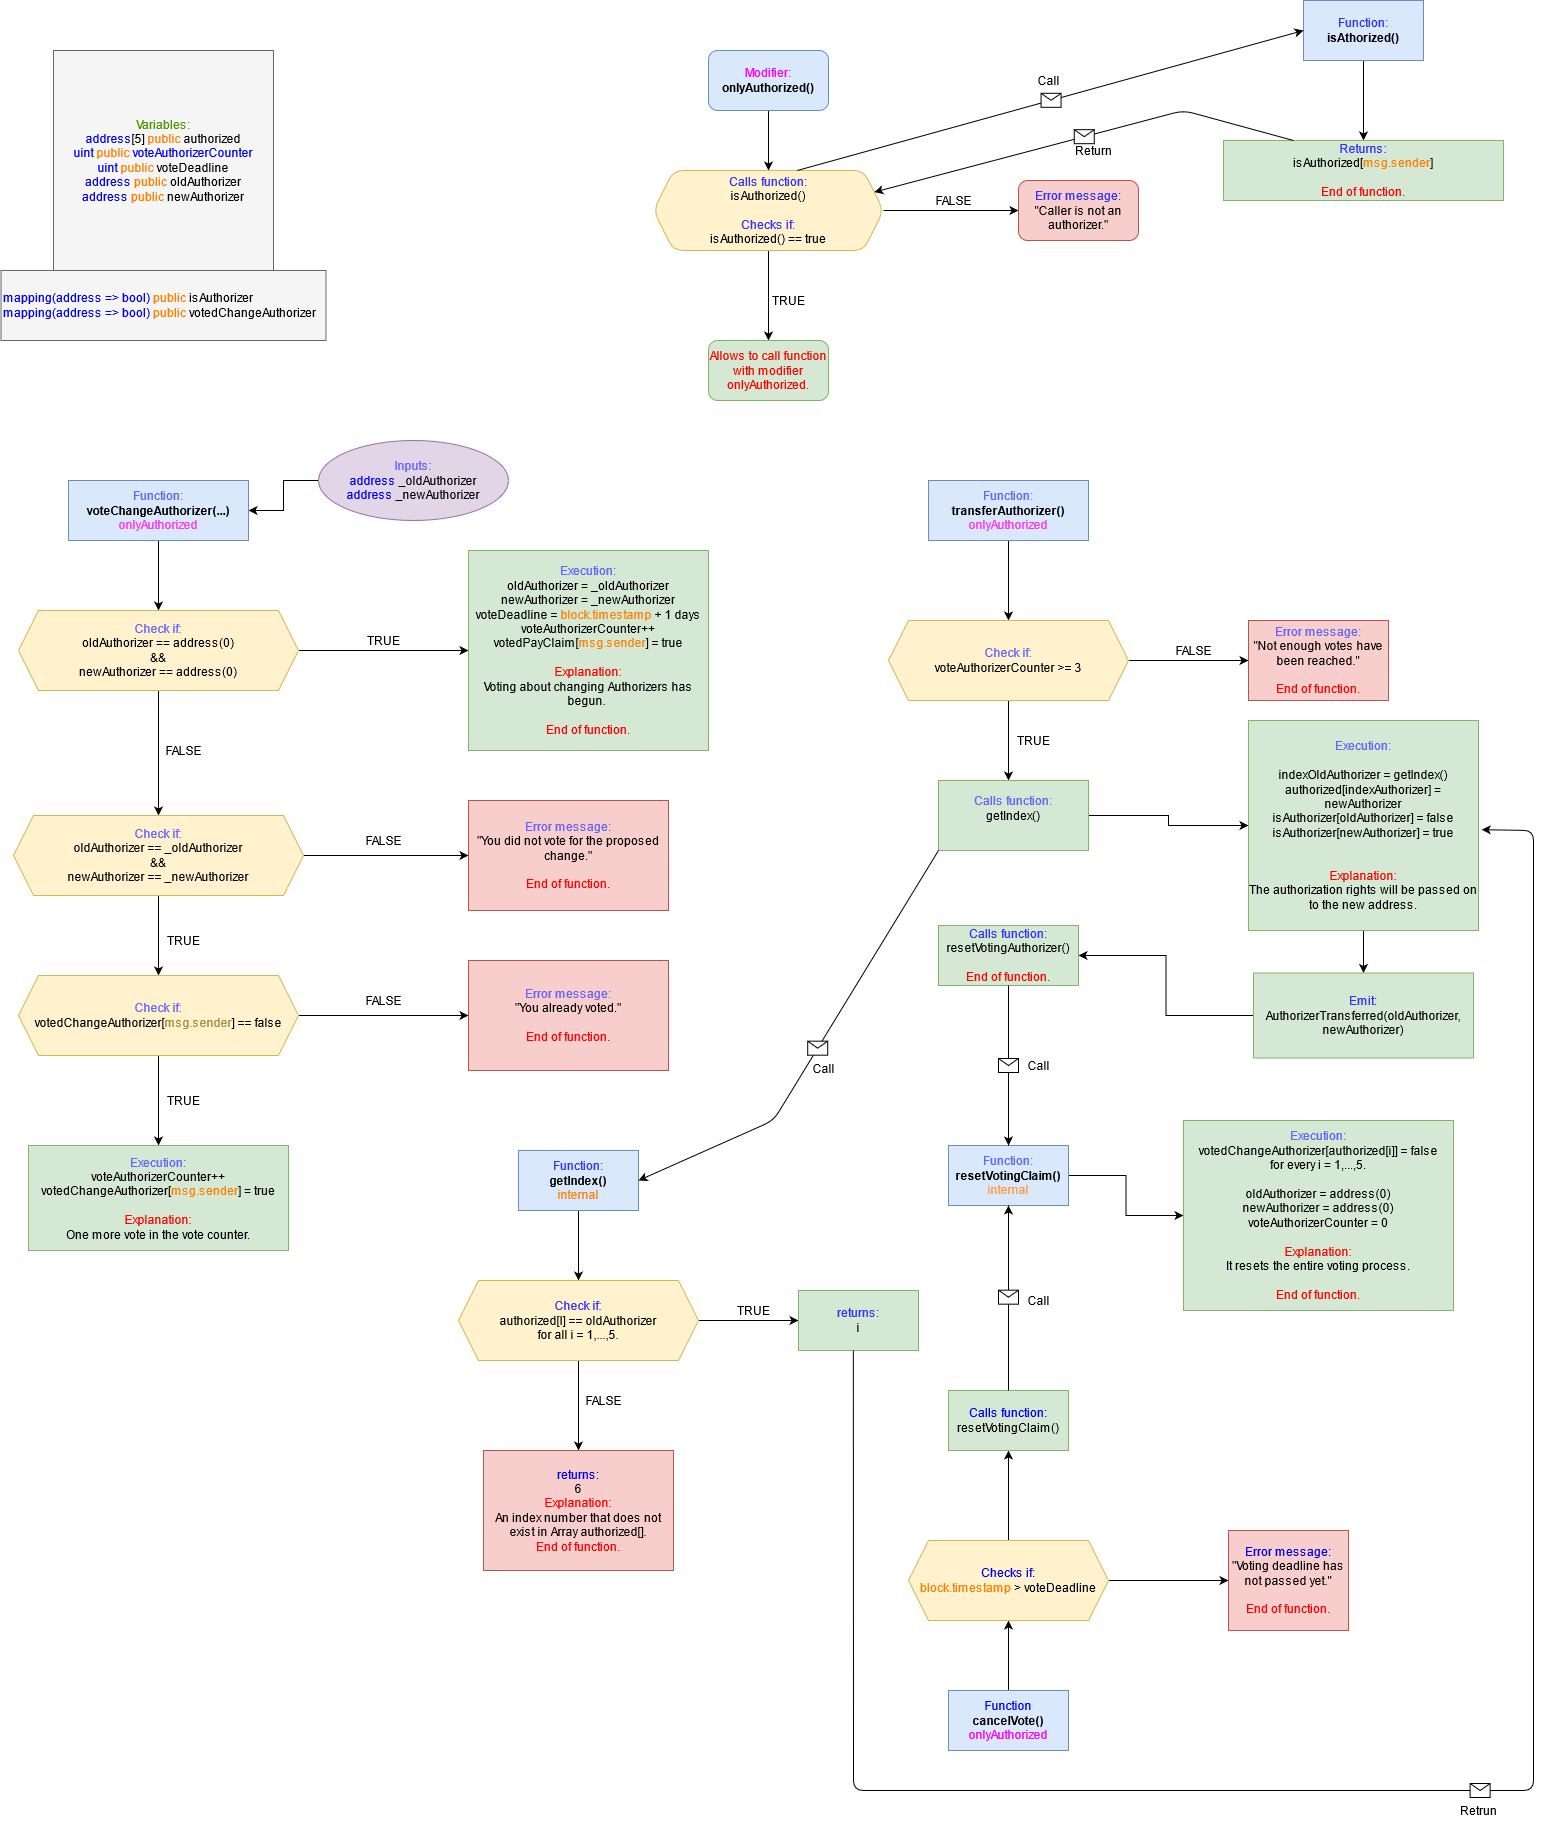 Variables:
address[5] public authorized
uint public voteAuthorizerCounter
uint public voteDeadline
address public oldAuthorizer
address public newAuthorizer
mapping(address => bool) public isAuthorizer
mapping(address => bool) public votedChangeAuthorizer
Modifier:
onlyAuthorized()
Call
Function:
isAthorized()
Return
Returns:
isAuthorized[msg.sender]
End of function.
Calls function:
isAuthorized()
Checks if:
isAuthorized() == true
FALSE
Error message:
"Caller is not an
authorizer."
TRUE
Allows to call function
with modifier
onlyAuthorized.
Inputs:
address _oldAuthorizer
address _newAuthorizer
Function:
voteChangeAuthorizer(...)
onlyAuthorized
Check if:
oldAuthorizer == address(0)
&&
newAuthorizer == address(0)
TRUE
Execution:
oldAuthorizer = _oldAuthorizer
newAuthorizer = _newAuthorizer
voteDeadline = block.timestamp + 1 days
voteAuthorizerCounter++
votedPayClaim[msg.sender] = true
Explanation:
Voting about changing Authorizers has
begun.
End of function.
FALSE
Check if:
oldAuthorizer == _oldAuthorizer
&&
newAuthorizer == _newAuthorizer
FALSE
Error message:
"You did not vote for the proposed
change."
End of function.
TRUE
Check if:
votedChangeAuthorizer[msg.sender] == false
FALSE
Error message:
"You already voted."
End of function.
TRUE
Execution:
voteAuthorizerCounter++
votedChangeAuthorizer[msg.sender] = true
Explanation:
One more vote in the vote counter.
Function:
transferAuthorizer()
onlyAuthorized
Check if:
voteAuthorizerCounter >= 3
FALSE
Error message:
"Not enough votes have
been reached."
End of function.
TRUE
Calls function:
getIndex()
Execution:
indexOldAuthorizer = getIndex()
authorized[indexAuthorizer] =
newAuthorizer
isAuthorizer[oldAuthorizer] = false
isAuthorizer[newAuthorizer] = true
Explanation:
The authorization rights will be passed on
to the new address.
Calls function:
resetVotingAuthorizer()
End of function.
Emit:
AuthorizerTransferred(oldAuthorizer,
newAuthorizer)
Call
Call
Function:
getIndex()
internal
Check if:
authorized[I] == oldAuthorizer
for all i = 1,...,5.
TRUE
returns:
i
FALSE
returns:
6
Explanation:
An index number that does not
exist in Array authorized[].
End of function.
Function:
resetVotingClaim()
internal
Execution:
votedChangeAuthorizer[authorized[i]] = false
for every i = 1,...,5.
oldAuthorizer = address(0)
newAuthorizer = address(0)
voteAuthorizerCounter = 0
Explanation:
It resets the entire voting process.
End of function.
Call
Calls function:
resetVotingClaim()
Checks if:
block.timestamp > voteDeadline
Error message:
"Voting deadline has
not passed yet."
End of function.
Function
cancelVote()
onlyAuthorized
Retrun